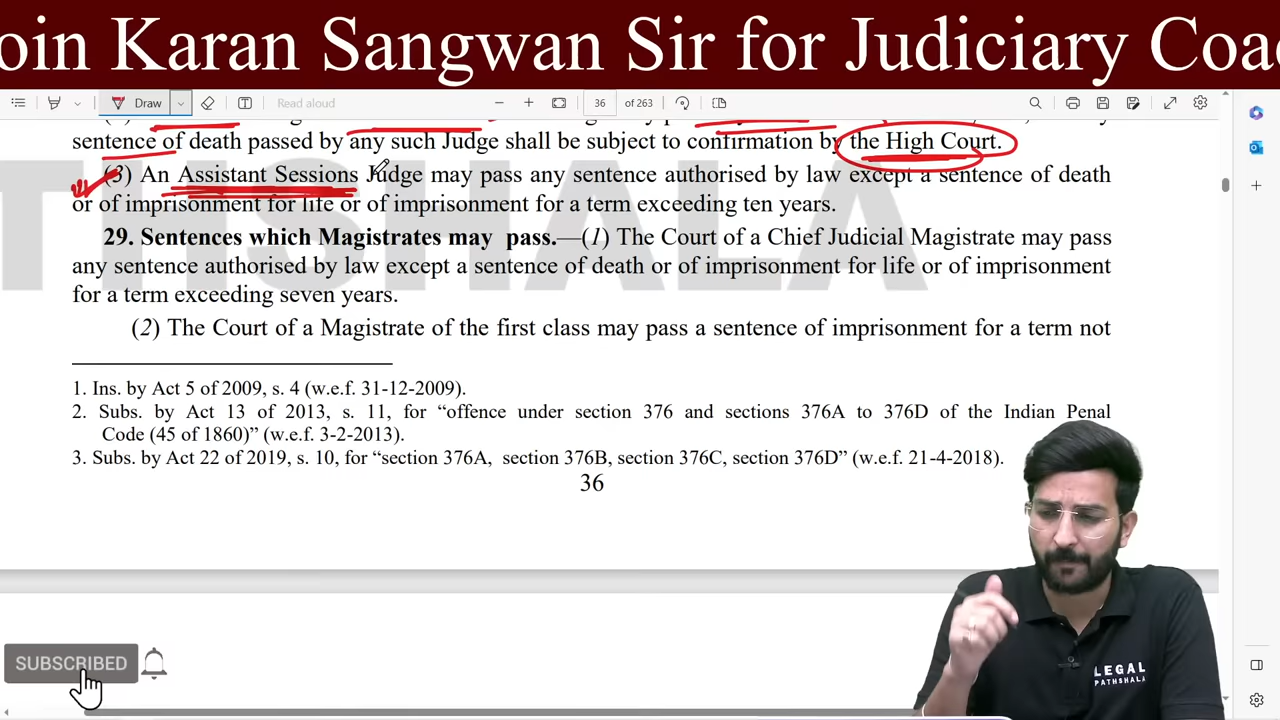 oin Karan Sangwan Sir for Judiciary Coa
Draw
Read aloud
36 of 263
sentence of death passed by any such Judge shall be subject to confirmation by the High Court.
(3) An Assistant Sessions Judge may pass any sentence authorised by law except a sentence of death
or of imprisonment for life or of imprisonment for a term exceeding ten years.
29. Sentences which Magistrates may pass.—(1) The Court of a Chief Judicial Magistrate may pass
any sentence authorised by law except a sentence of death or of imprisonment for life or of imprisonment
for a term exceeding seven years.
(2) The Court of a Magistrate of the first class may pass a sentence of imprisonment for a term not
1. Ins. by Act 5 of 2009, s. 4 (w.e.f. 31-12-2009).
2. Subs. by Act 13 of 2013, s. 11, for “offence under section 376 and sections 376A to 376D of the Indian Penal
Code (45 of 1860)” (w.e.f. 3-2-2013).
3. Subs. by Act 22 of 2019, s. 10, for “section 376A, section 376B, section 376C, section 376D” (w.e.f. 21-4-2018).
36
THSHALA
SUBSCRIBED
LEGAL
PATHSHALA